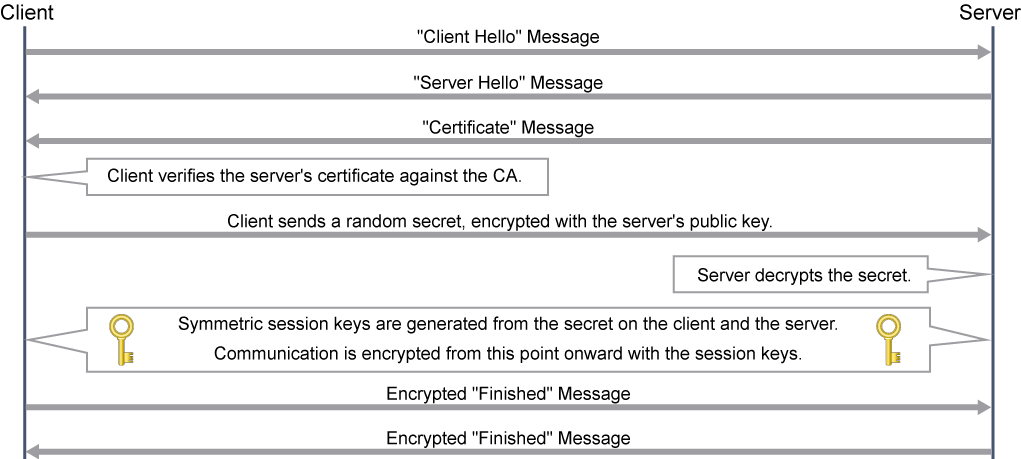 Client
Server
"Client Hello" Message
"Server Hello" Message
"Certificate" Message
Client verifies the server's certificate against the CA.
Client sends a random secret, encrypted with the server's public key.
Server decrypts the secret.
Symmetric session keys are generated from the secret on the client and the server.
Communication is encrypted from this point onward with the session keys.
Encrypted "Finished" Message
Encrypted "Finished" Message